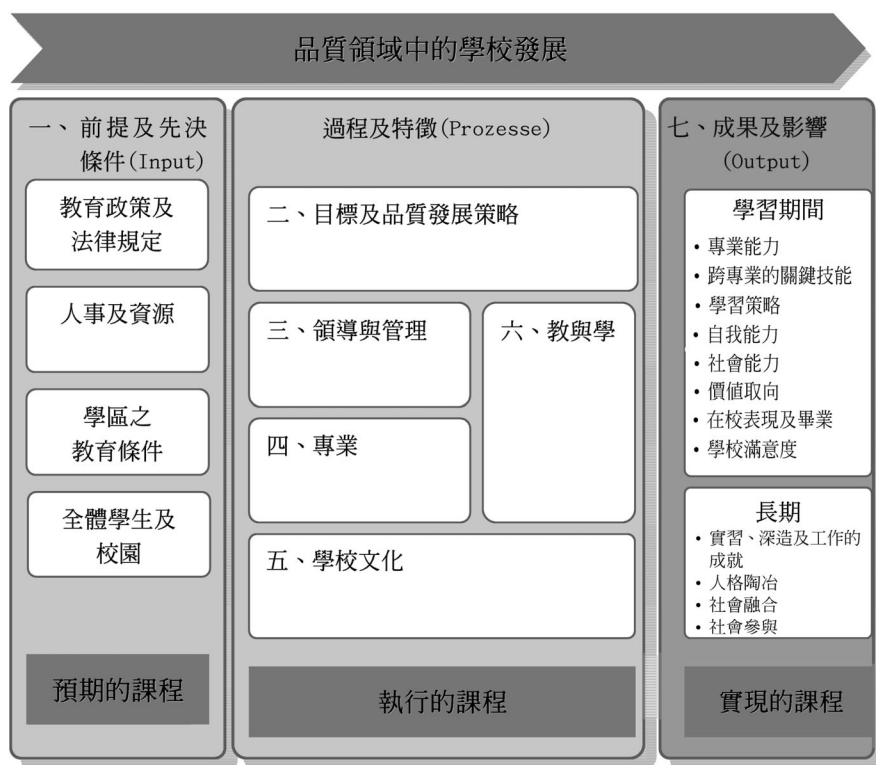 品質領域中的學校發展
一、前提及先決
條件(Input)
教育政策及
法律規定
人事及資源
學區之
教育條件
全體學生及
校園
預期的課程
過程及特徵(Prozesse)
二、目標及品質發展策略
三、領導與管理
四、專業
六、教與學
五、學校文化
執行的課程
七、成果及影響
(Output)
學習期間
• 專業能力
• 跨專業的關鍵技能
• 學習策略
• 自我能力
• 社會能力
• 價值取向
• 在校表現及畢業
• 學校滿意度
長期
• 實習、深造及工作的
成就
• 人格陶冶
• 社會融合
• 社會參與
實現的課程